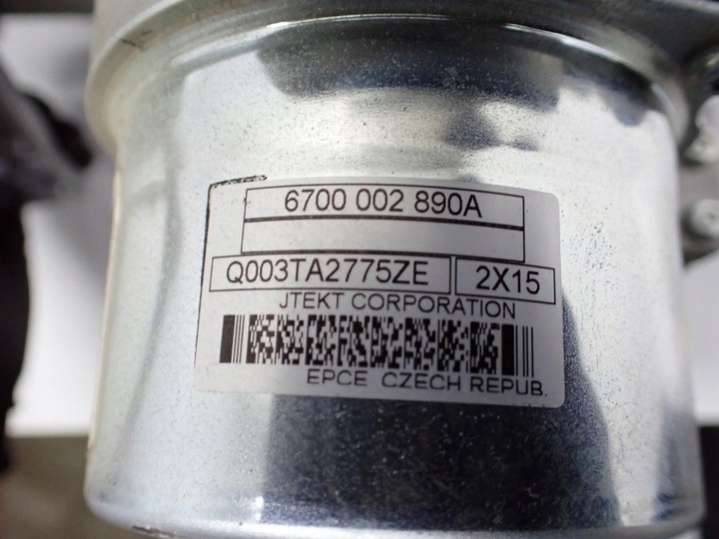 6700 002 890A
Q003TA2775ZE 2X15
JTEKT CORPORATION
EPCE CZECH REPUB.